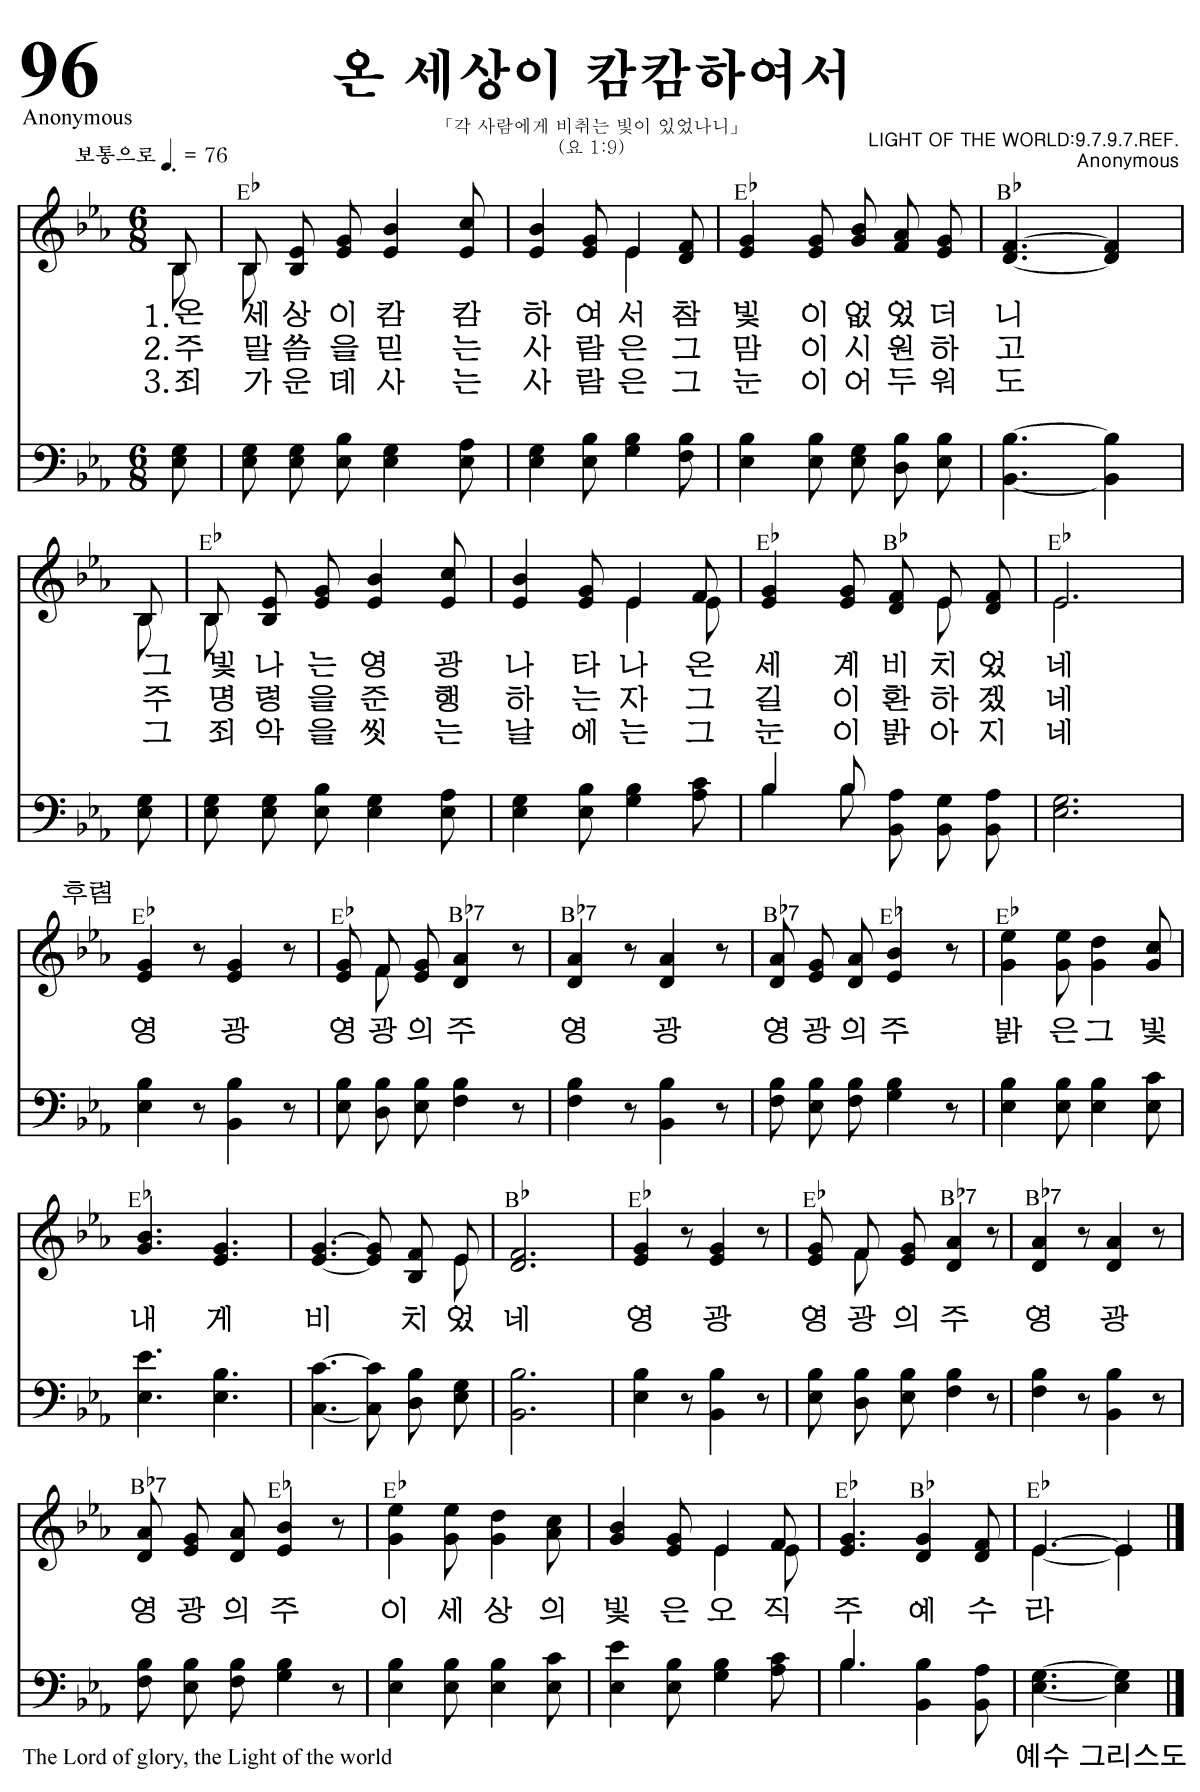 96
온 세상이 캄캄하여서
Anonymous
「각 사람에게 비취는 빛이 있었나니」
(요 1:9)
LIGHT OF THE WORLD:9.7.9.7.REF.
Anonymous
보통으로 ♩. = 76
E♭ E♭ B♭
6 8
1.온 세 상 이 캄 캄 하 여 서 참 빛 이 없 었 더 니
2.주 말 씀 을 믿 는 사 람 은 그 맘 이 시 원 하 고
3.죄 가 운 데 사 는 사 람 은 그 눈 이 어 두 워 도
6 8
E♭ E♭ B♭ E♭
그 빛 나 는 영 광 나 타 나 온 세 계 비 치 었 네
주 명 령 을 준 행 하 는 자 그 길 이 환 하 겠 네
그 죄 악 을 씻 는 날 에 는 그 눈 이 밝 아 지 네
후렴
E♭ E♭ B♭7 B♭7 B♭7 E♭ E♭
영 광 영 광 의 주 영 광 영 광 의 주 밝 은 그 빛
E♭ B♭ E♭ E♭ B♭7 B♭7
내 게 비 치 었 네 영 광 영 광 의 주 영 광
B♭7 E♭ E♭ E♭ B♭ E♭
영 광 의 주 이 세 상 의 빛 은 오 직 주 예 수 라
The Lord of glory, the Light of the world
예수 그리스도